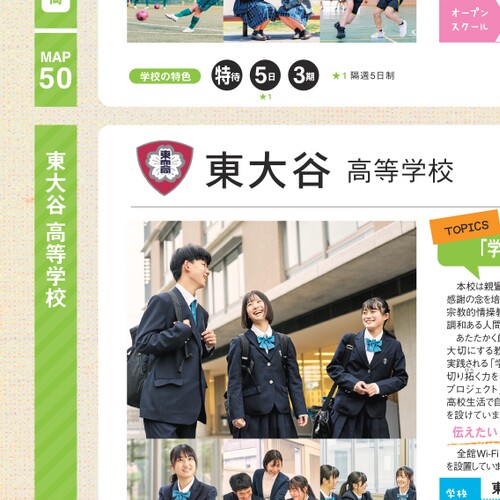 高
MAP
50
オープン
スクール
学校の特色
特待 5日 3期
★1 隔週5日制
★1
東大谷 高等学校
東大谷 高等学校
TOPICS
「学
本校は親鸞
感謝の念を培
宗教的情操教
調和ある人間
あたたかく
大切にする教
実践される「学
切り拓く力を
プロジェクト
高校生活で自
を設けていま
伝えたい
全館Wi-Fi
を設置してい
学校